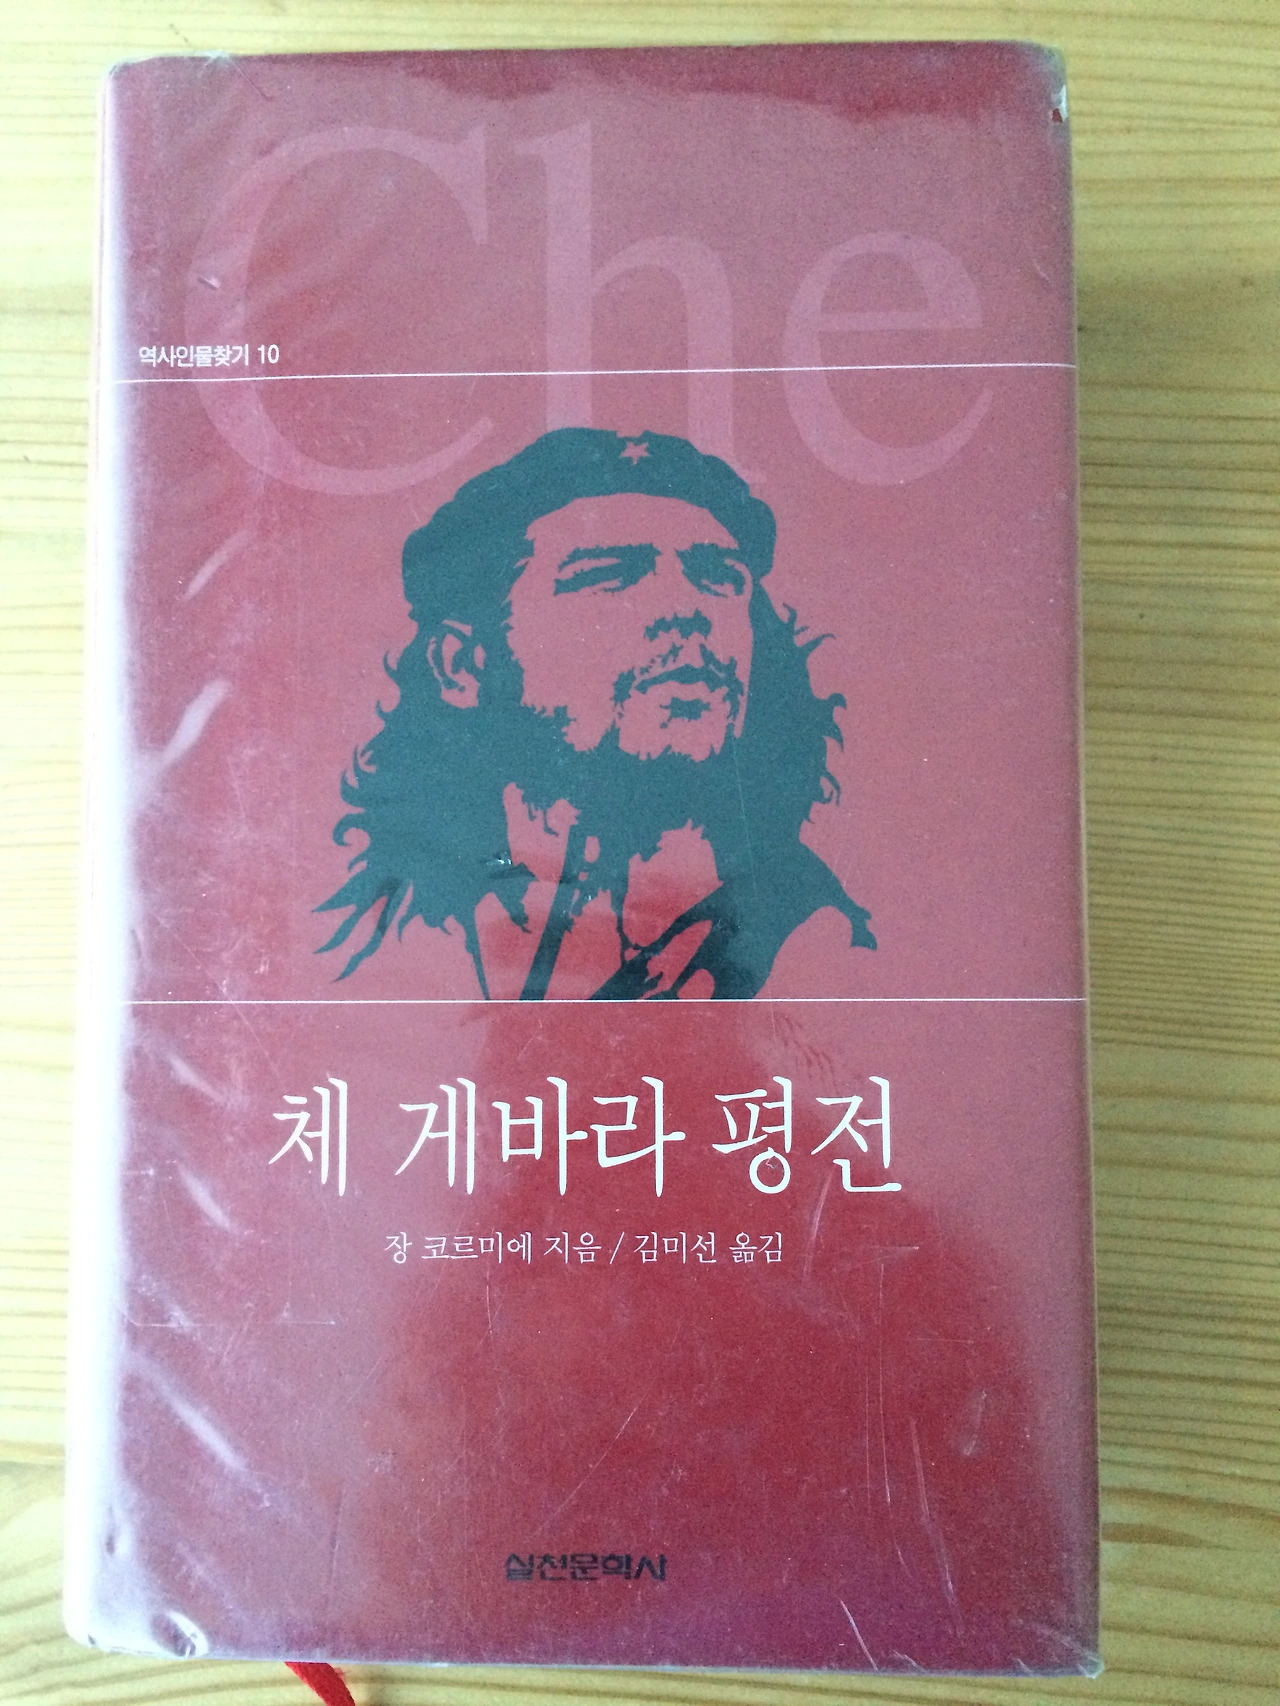 Che
역사인물찾기 10
체 게바라 평전
장 코르미에 지음 / 김미선 옮김
실천문학사